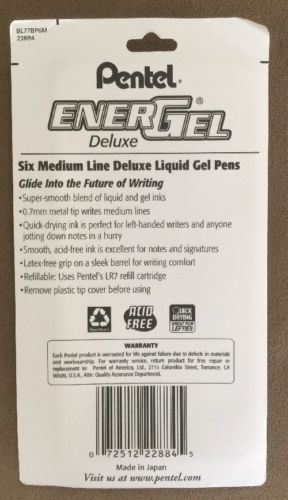 BL77BP6M
22884
Pentel®
ENERGEL®
Deluxe
Six Medium Line Deluxe Liquid Gel Pens
Glide Into the Future of Writing
•Super-smooth blend of liquid and gel inks
•0.7mm metal tip writes medium lines
•Quick-drying ink is perfect for left-handed writers and anyone
jotting down notes in a hurry
•Smooth, acid-free ink is excellent for notes and signatures
•Latex-free grip on a sleek barrel for writing comfort
•Refillable: Uses Pentel's LR7 refill cartridge
•Remove plastic tip cover before using
ACID
FREE
QUICK
DRYING
GREAT FOR
LEFTIES
WARRANTY
Each Pentel product is warranted for life against failure due to defects in materials
and workmanship. For warranty service, return product for free repair or
replacement to: Pentel of America, Ltd., 2715 Columbia Street, Torrance, CA
90509, U.S.A., Attn: Quality Assurance Department.
0 72512 22884 5
Made in Japan
Visit us at www.pentel.com